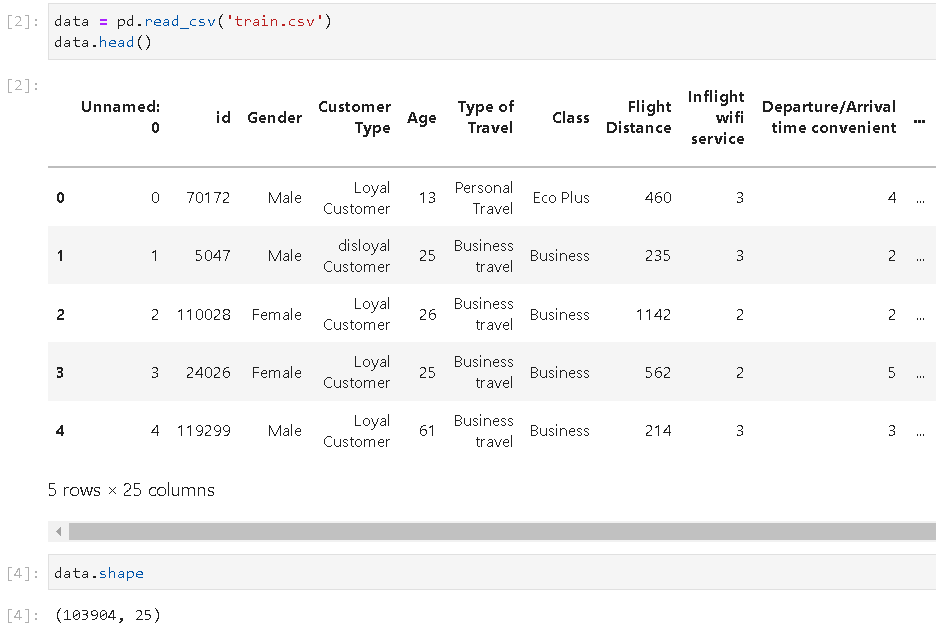 [2]: data = pd.read_csv('train.csv')
data.head()
[2]:
Unnamed: 0 id Gender Customer Type Age Type of Travel Class Flight Distance Inflight wifi service Departure/Arrival time convenient ...
0 0 70172 Male Loyal Customer 13 Personal Travel Eco Plus 460 3 4 ...
1 1 5047 Male disloyal Customer 25 Business travel Business 235 3 2 ...
2 2 110028 Female Loyal Customer 26 Business travel Business 1142 2 2 ...
3 3 24026 Female Loyal Customer 25 Business travel Business 562 2 5 ...
4 4 119299 Male Loyal Customer 61 Business travel Business 214 3 3 ...
5 rows × 25 columns
[4]: data.shape
[4]: (103904, 25)